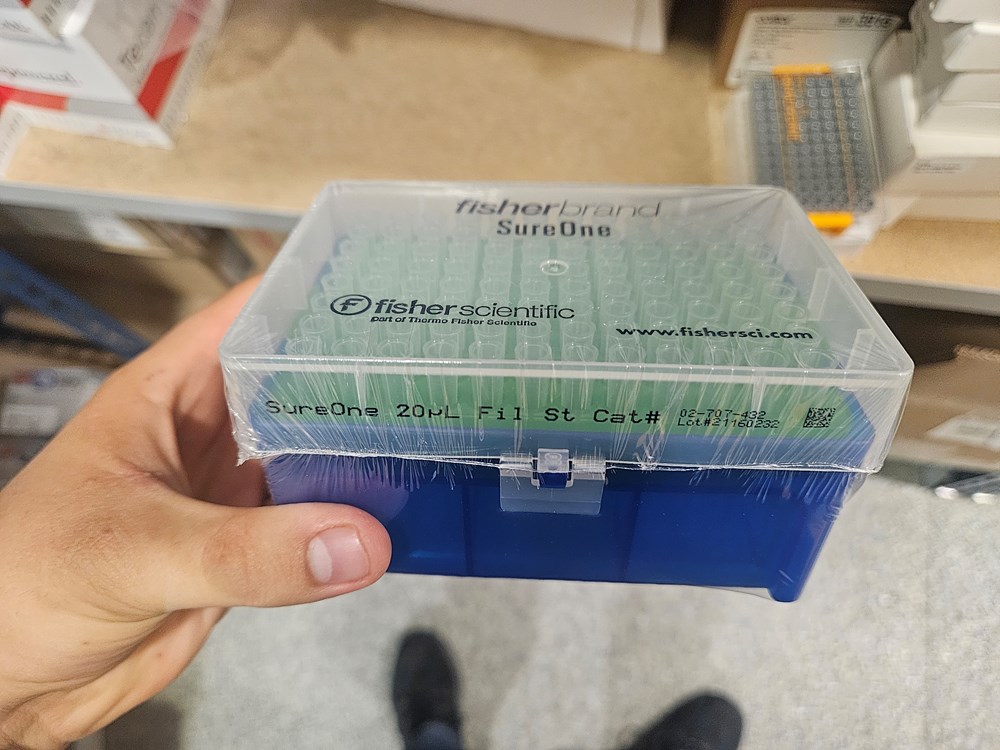 fisherbrand
SureOne
fisher scientific
part of Thermo Fisher Scientific
www.fishersci.com
SureOne 20µL Fil St Cat# 02-707-432
Lot#21160232